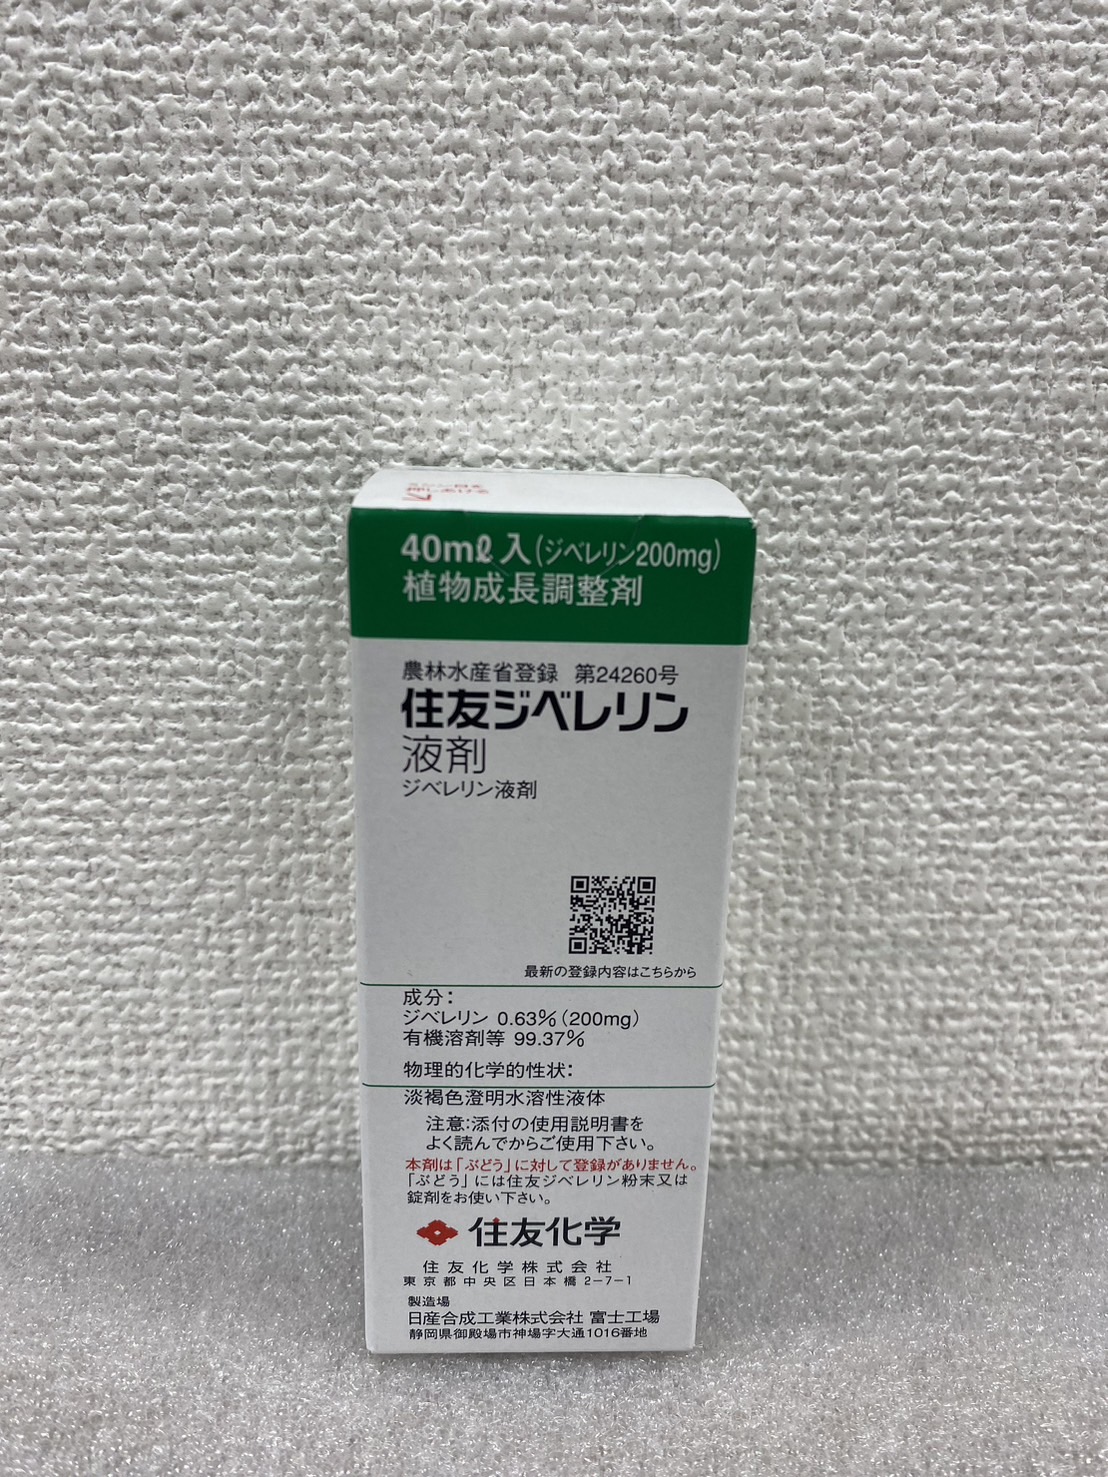 40mℓ入(ジベレリン200mg)
植物成長調整剤
農林水産省登録 第24260号
住友ジベレリン
液剤
ジベレリン液剤
最新の登録内容はこちらから
成分:
ジベレリン 0.63%(200mg)
有機溶剤等 99.37%
物理的化学的性状:
淡褐色澄明水溶性液体
注意:添付の使用説明書を
よく読んでからご使用下さい。
本剤は「ぶどう」に対して登録がありません。
「ぶどう」には住友ジベレリン粉末又は
錠剤をお使い下さい。
住友化学
住友化学株式会社
東京都中央区日本橋2-7-1
製造場
日産合成工業株式会社 富士工場
静岡県御殿場市神場字大通1016番地